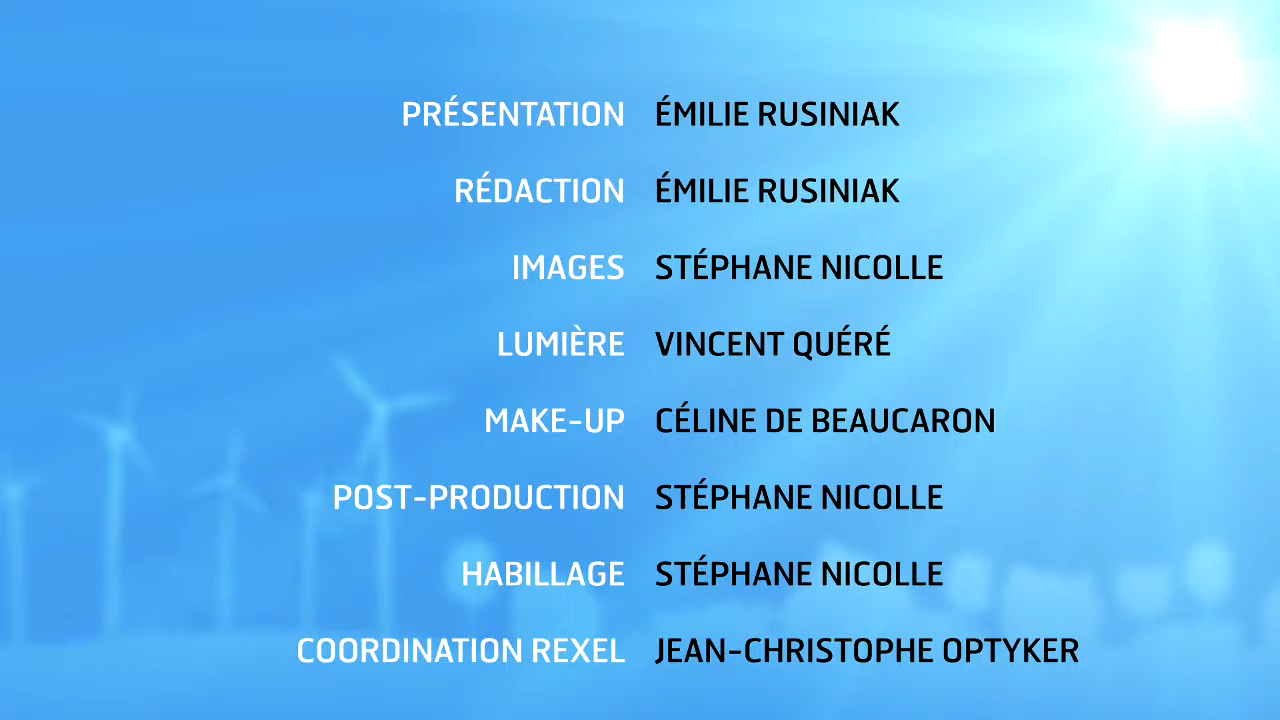 PRÉSENTATION ÉMILIE RUSINIAK
RÉDACTION ÉMILIE RUSINIAK
IMAGES STÉPHANE NICOLLE
LUMIÈRE VINCENT QUÉRÉ
MAKE-UP CÉLINE DE BEAUCARON
POST-PRODUCTION STÉPHANE NICOLLE
HABILLAGE STÉPHANE NICOLLE
COORDINATION REXEL JEAN-CHRISTOPHE OPTYKER